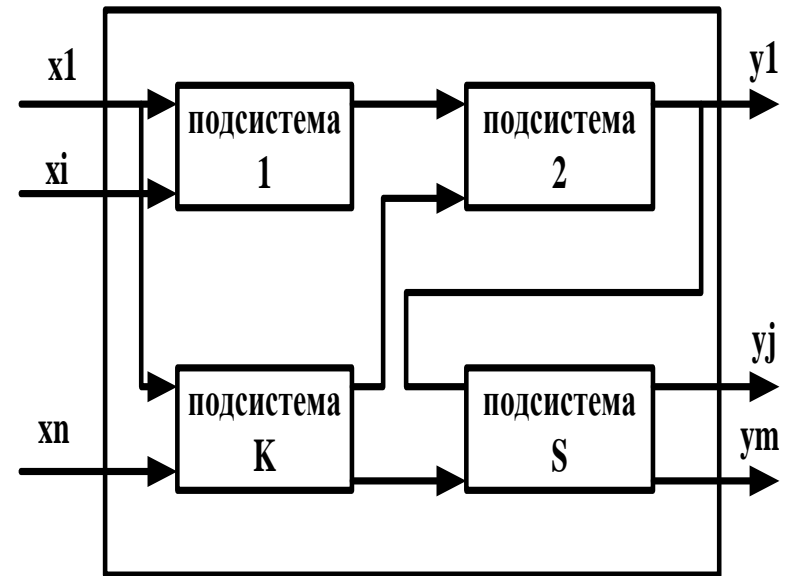 x1
y1
подсистема
1
подсистема
2
xi
yj
xn
подсистема
K
подсистема
S
ym